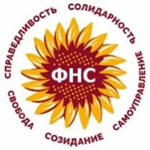 СПРАВЕДЛИВОСТЬ
СОЛИДАРНОСТЬ
САМОУПРАВЛЕНИЕ
СОЗИДАНИЕ
СВОБОДА
ФНС